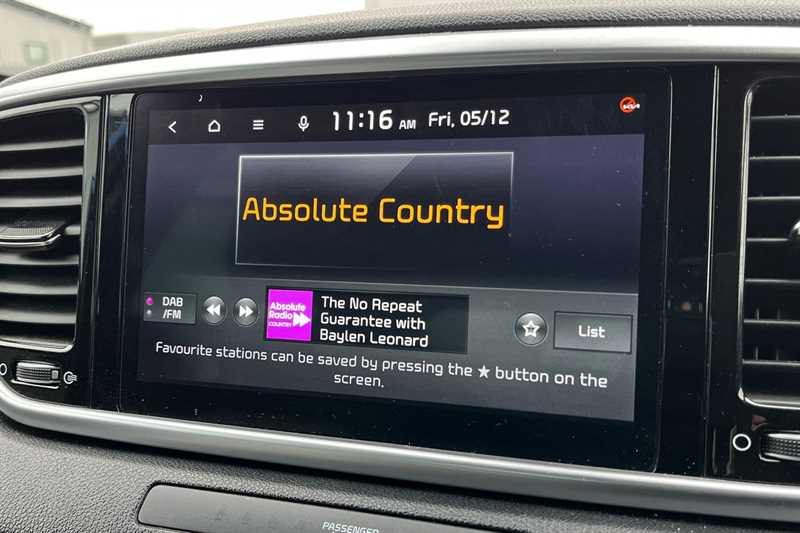 11:16 AM Fri, 05/12
Absolute Country
DAB
/FM
Absolute
Radio
COUNTRY
The No Repeat
Guarantee with
Baylen Leonard
List
Favourite stations can be saved by pressing the ★ button on the
screen.
PASSENGER